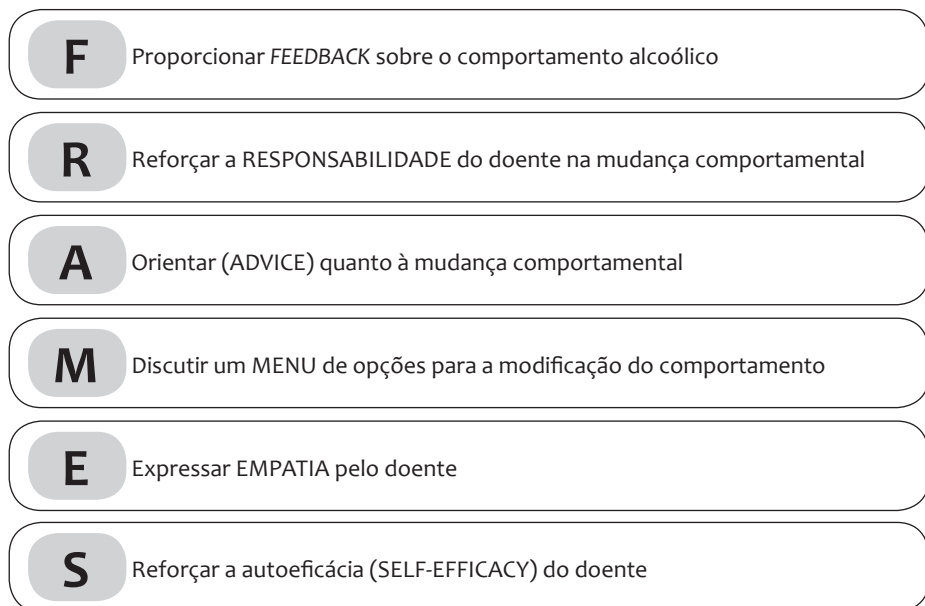 F Proporcionar FEEDBACK sobre o comportamento alcoólico
R Reforçar a RESPONSABILIDADE do doente na mudança comportamental
A Orientar (ADVICE) quanto à mudança comportamental
M Discutir um MENU de opções para a modificação do comportamento
E Expressar EMPATIA pelo doente
S Reforçar a autoeficácia (SELF-EFFICACY) do doente